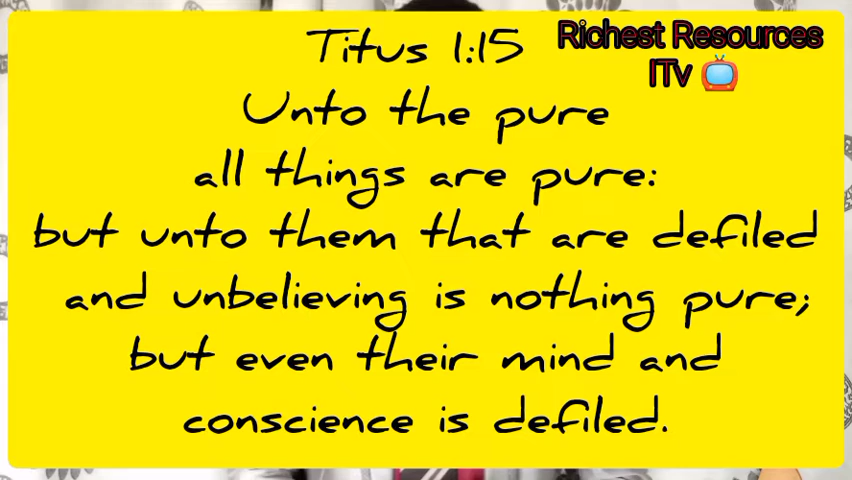 Titus 1:15
Richest Resources
ITv
Unto the pure
all things are pure:
but unto them that are defiled
and unbelieving is nothing pure;
but even their mind and
conscience is defiled.